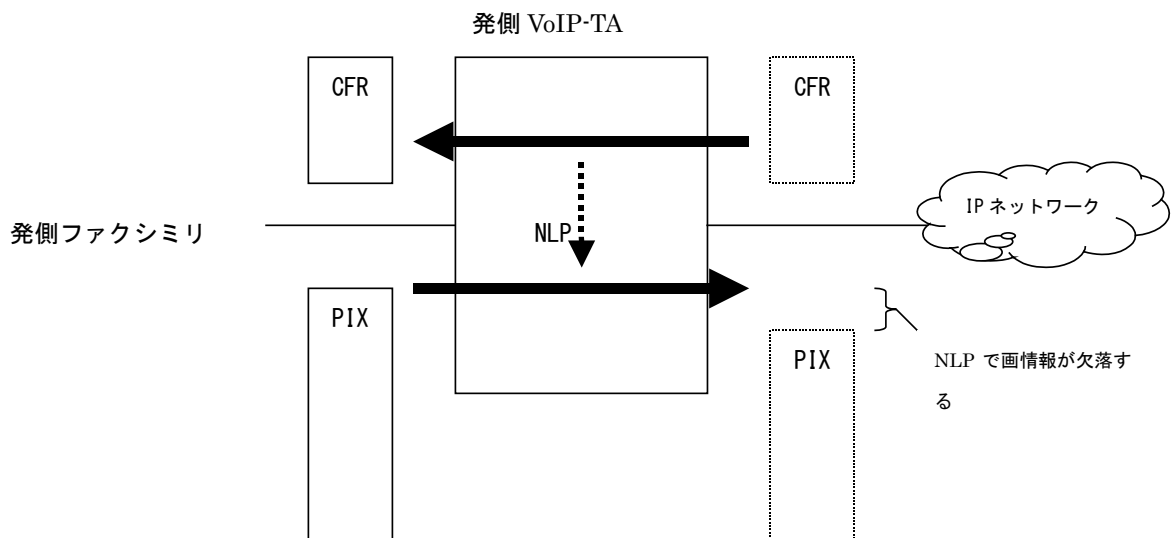 発側 VoIP-TA
CFR
CFR
IP ネットワーク
発側ファクシミリ
NLP
PIX
PIX
NLP で画情報が欠落す
る